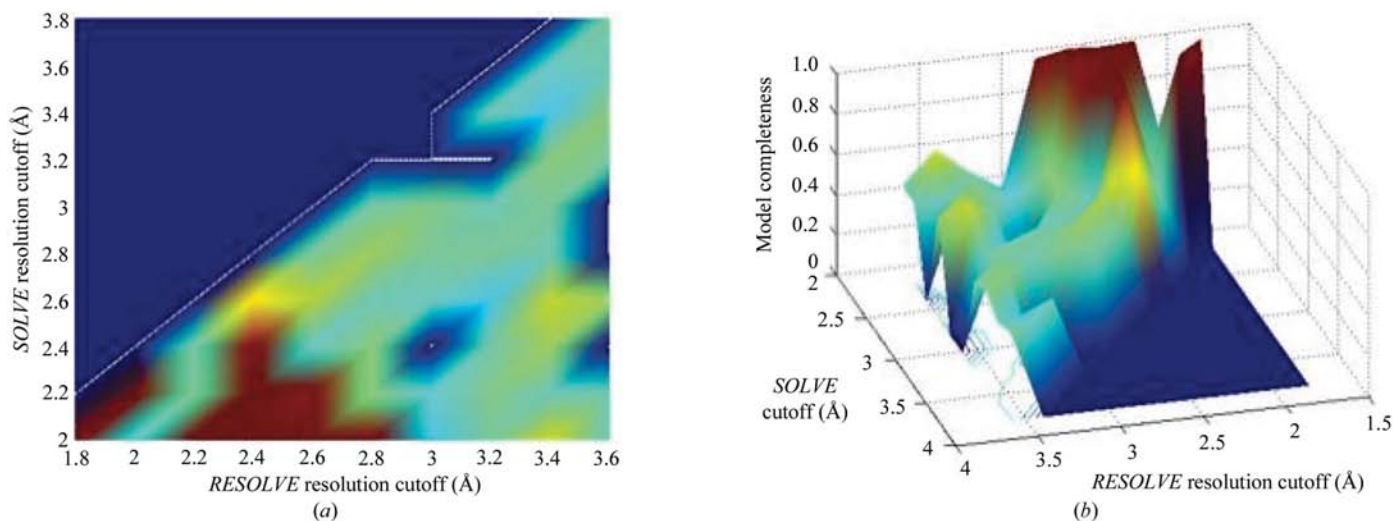 3.8
3.6
3.4
3.2
3
2.8
2.6
2.4
2.2
2
SOLVE resolution cutoff (Å)
1.8 2 2.2 2.4 2.6 2.8 3 3.2 3.4 3.6
RESOLVE resolution cutoff (Å)
(a)
1.0
0.8
0.6
0.4
0.2
0
Model completeness
2
2.5
3
3.5
4
SOLVE
cutoff (Å)
4 3.5 3 2.5 2 1.5
RESOLVE resolution cutoff (Å)
(b)